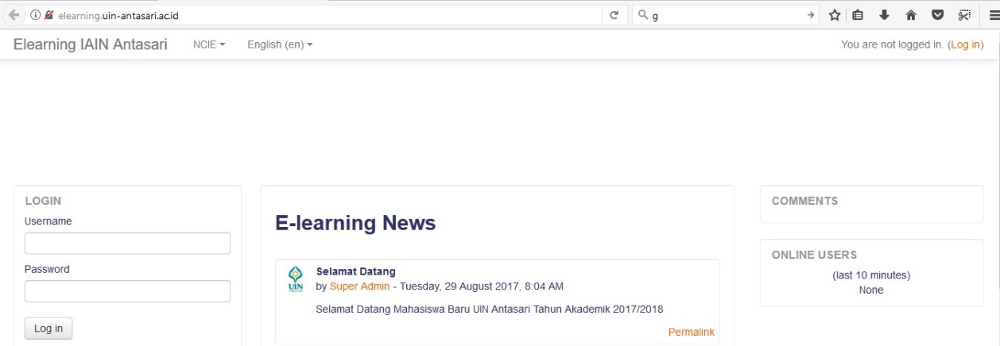 elearning.uin-antasari.ac.id
g
Elearning IAIN Antasari NCIE English (en) You are not logged in. (Log in)
LOGIN
Username
Password
Log in
E-learning News
UIN
Selamat Datang
by Super Admin - Tuesday, 29 August 2017, 8:04 AM
Selamat Datang Mahasiswa Baru UIN Antasari Tahun Akademik 2017/2018
Permalink
COMMENTS
ONLINE USERS
(last 10 minutes)
None